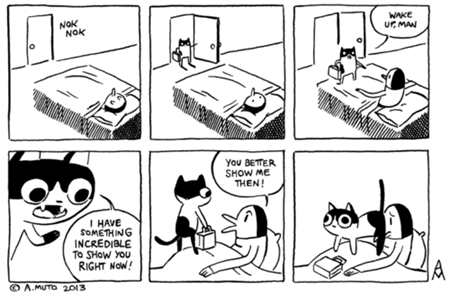 NOK
NOK
WAKE
UP, MAN
I HAVE
SOMETHING
INCREDIBLE
TO SHOW YOU
RIGHT NOW!
YOU BETTER
SHOW ME
THEN!
© A.MUTO 2013